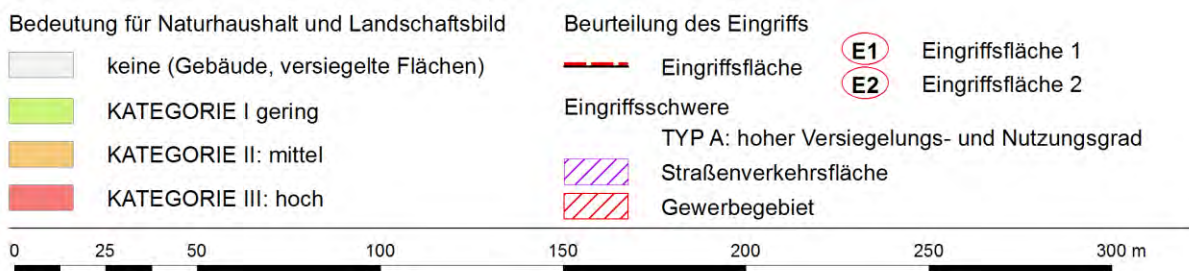 Bedeutung für Naturhaushalt und Landschaftsbild
keine (Gebäude, versiegelte Flächen)
KATEGORIE I gering
KATEGORIE II: mittel
KATEGORIE III: hoch
Beurteilung des Eingriffs
Eingriffsfläche
E1 Eingriffsfläche 1
E2 Eingriffsfläche 2
Eingriffsschwere
TYP A: hoher Versiegelungs- und Nutzungsgrad
Straßenverkehrsfläche
Gewerbegebiet
0 25 50 100 150 200 250 300 m